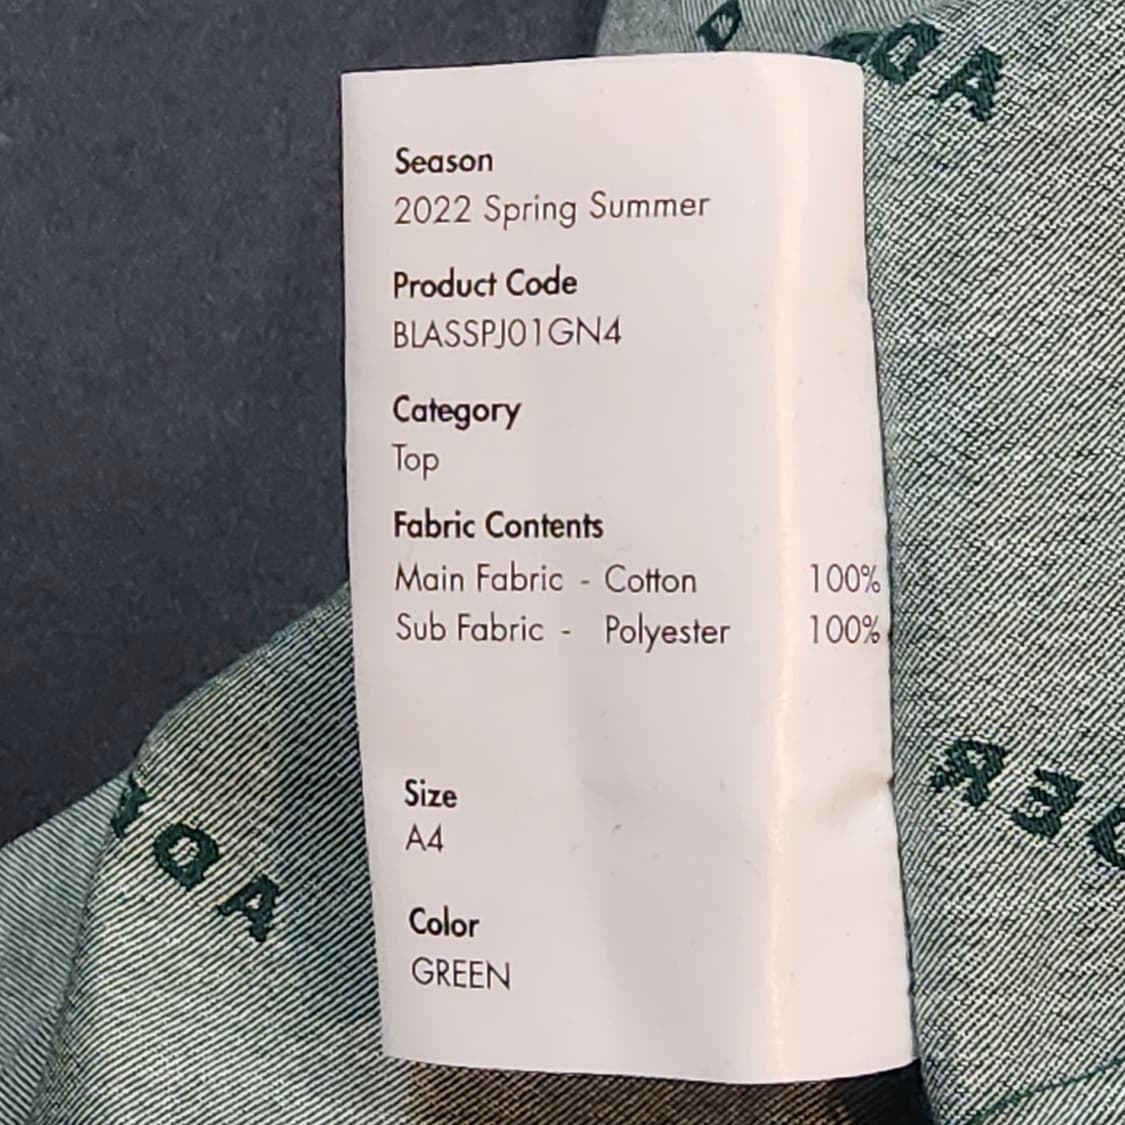 Season
2022 Spring Summer
Product Code
BLASSPJ01GN4
Category
Top
Fabric Contents
Main Fabric - Cotton 100%
Sub Fabric - Polyester 100%
Size
A4
Color
GREEN